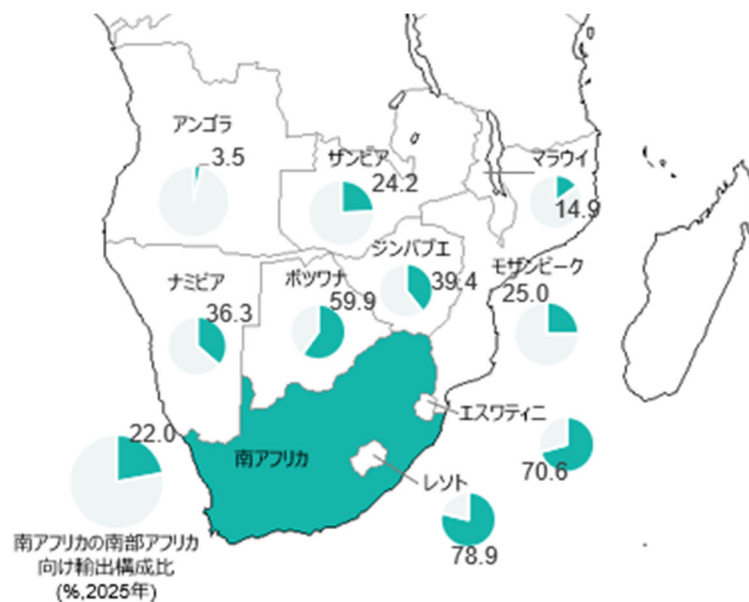 アンゴラ
3.5
ザンビア
24.2
マラウイ
14.9
ジンバブエ
39.4
モザンビーク
25.0
ナミビア
36.3
ボツワナ
59.9
エスワティニ
70.6
南アフリカ
レソト
78.9
22.0
南アフリカの南部アフリカ
向け輸出構成比
(%,2025年)